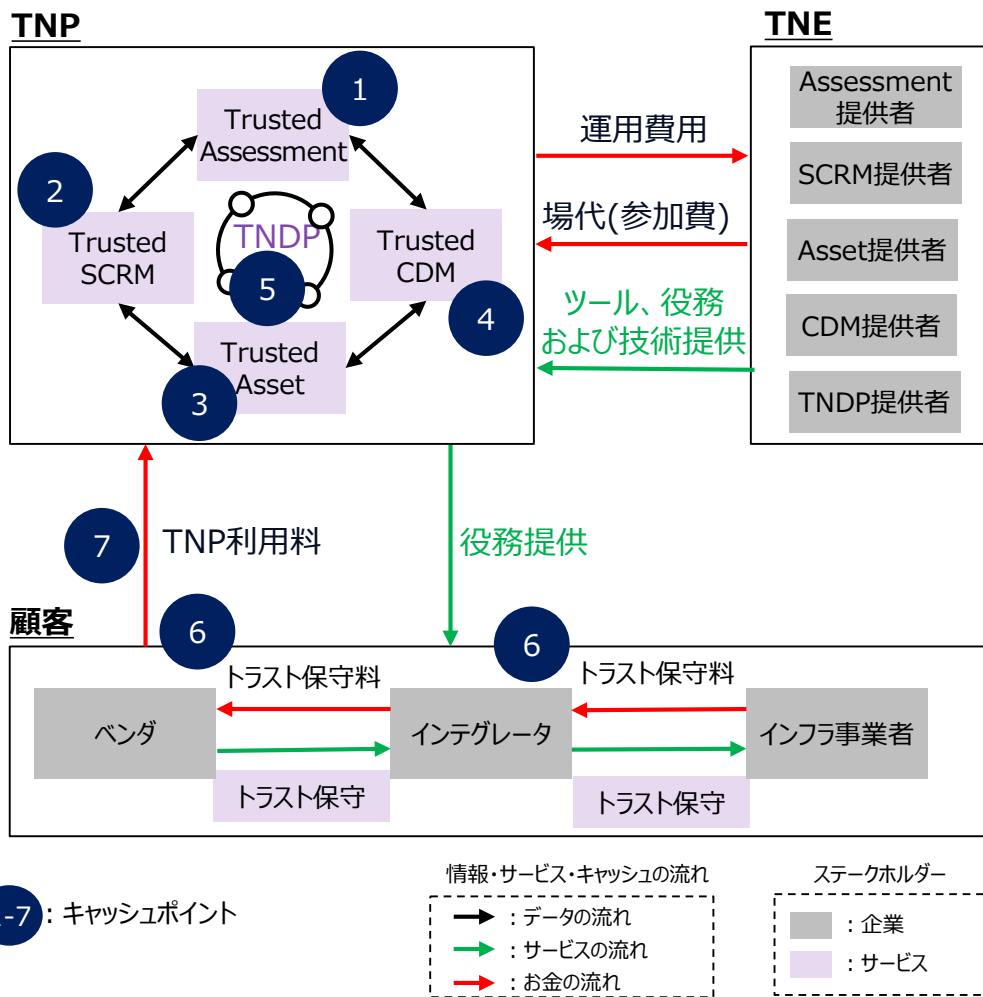 TNP
TNE
1
Trusted
Assessment
2
Trusted
SCRM
TNDP
5
Trusted
CDM
4
Trusted
Asset
3
運用費用
場代(参加費)
ツール、役務
および技術提供
Assessment
提供者
SCRM提供者
Asset提供者
CDM提供者
TNDP提供者
7
TNP利用料
役務提供
顧客
6
6
トラスト保守料
トラスト保守料
ベンダ
インテグレータ
インフラ事業者
トラスト保守
トラスト保守
-7
: キャッシュポイント
情報・サービス・キャッシュの流れ
: データの流れ
: サービスの流れ
: お金の流れ
ステークホルダー
: 企業
: サービス